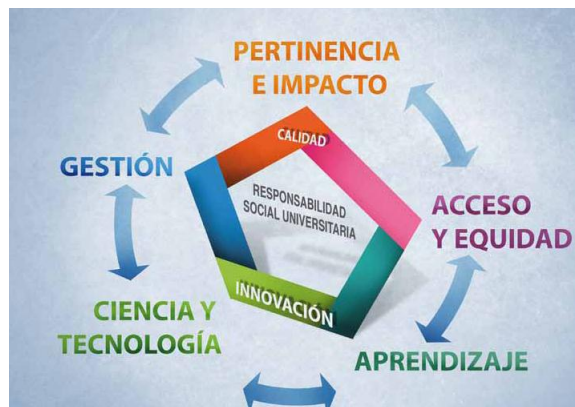 PERTINENCIA
E IMPACTO
CALIDAD
GESTIÓN
RESPONSABILIDAD
SOCIAL UNIVERSITARIA
ACCESO
Y EQUIDAD
INNOVACIÓN
CIENCIA Y
TECNOLOGÍA
APRENDIZAJE